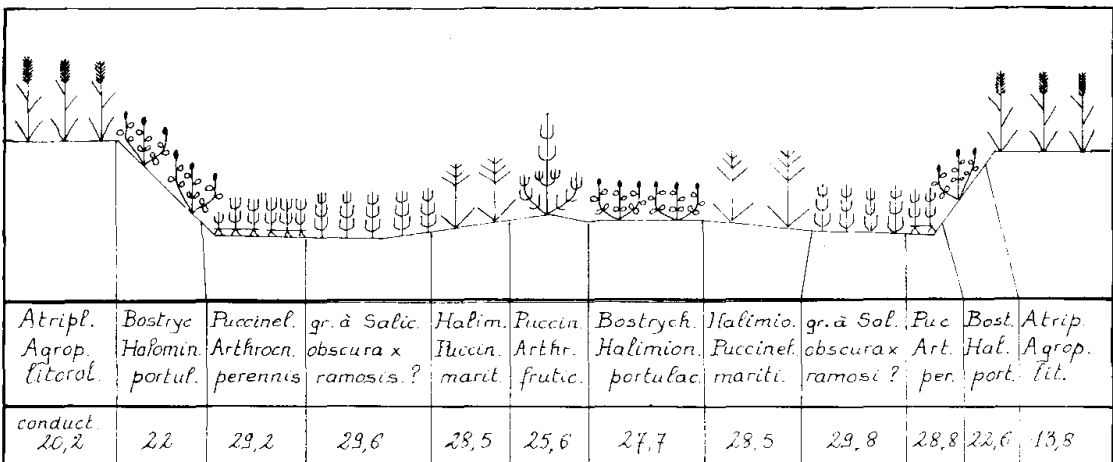 Atripl. Bostryc Puccinel. gr. à Salic. Halim. Puccin. Bostrych. Halimio. gr. à Sal. Puc Bost. Atrip.
Agrop. Halomin. Arthrocn. obscura x Puccin. Arthr. Halimion. Puccinel. obscura x Art. Hal. Agrop.
litoral. portul. perennis ramosis. ? marit. frutic. portulac. mariti. ramosi ? per. port. lit.
conduct.
20,2 22 29,2 29,6 28,5 25,6 27,7 28,5 29,8 28,8 22,6 13,8